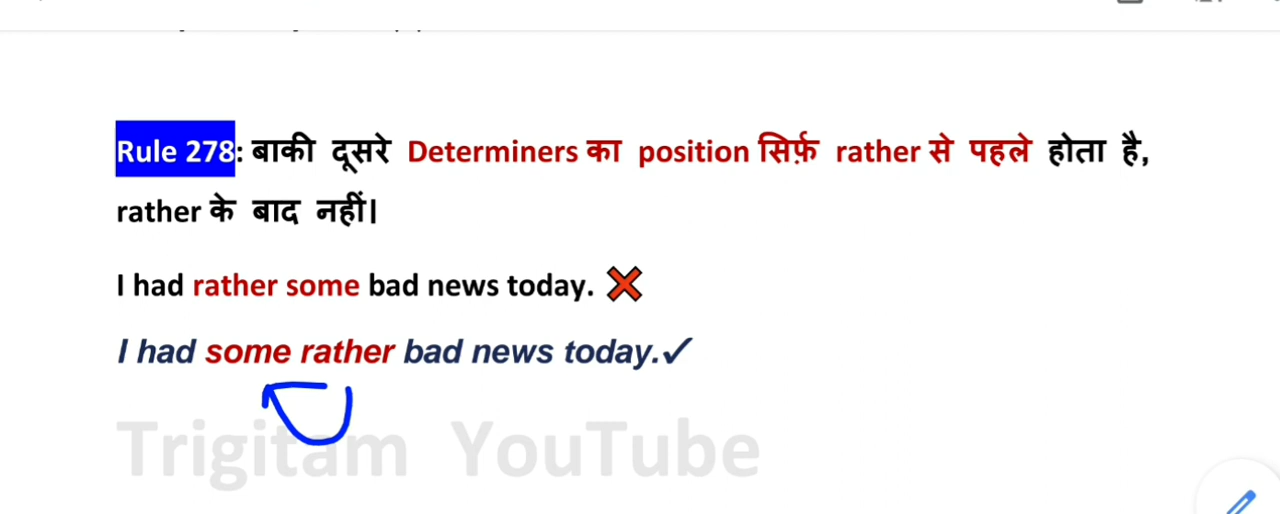 Rule 278: बाकी दूसरे Determiners का position सिर्फ़ rather से पहले होता है,
rather के बाद नहीं।
I had rather some bad news today. ❌
I had some rather bad news today.✓
Trigitam YouTube